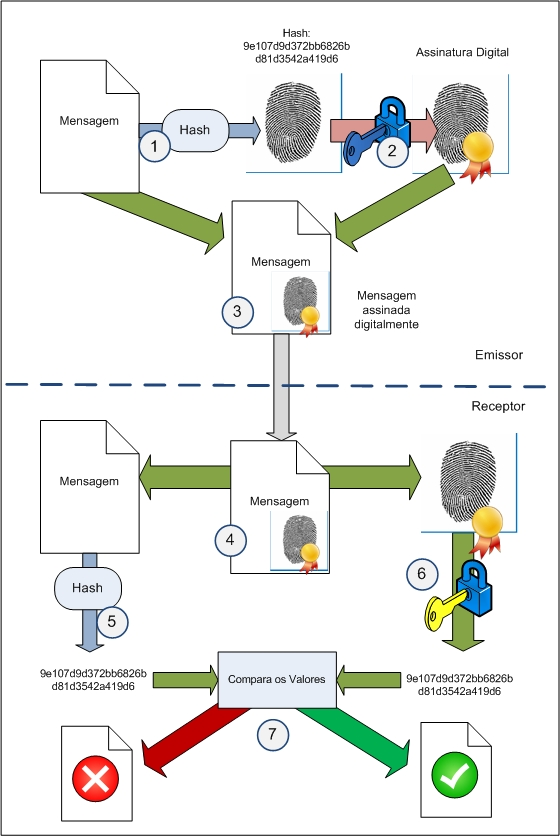 Hash:
9e107d9d372bb6826b
d81d3542a419d6
Assinatura Digital
Mensagem
Hash
1
2
Mensagem
3
Mensagem
assinada
digitalmente
Emissor
Receptor
Mensagem
Mensagem
4
Hash
5
6
9e107d9d372bb6826b
d81d3542a419d6
Compara os Valores
9e107d9d372bb6826b
d81d3542a419d6
7